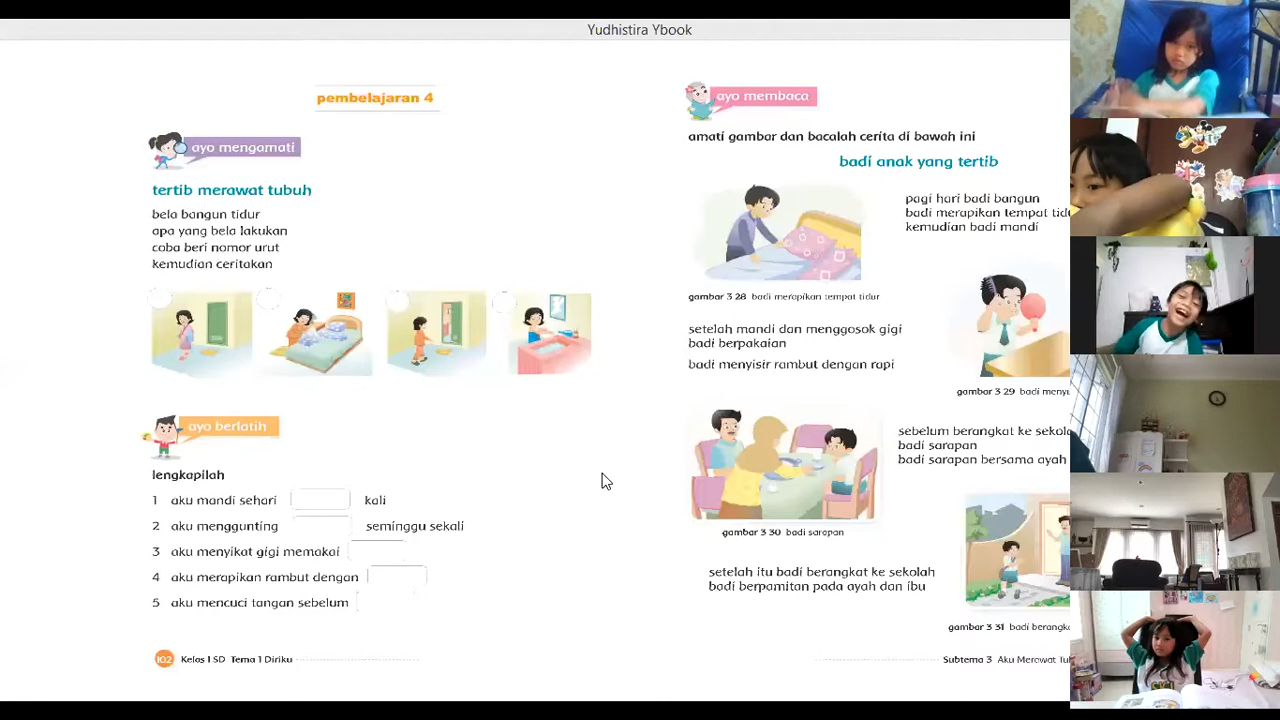 Yudhistira Ybook
pembelajaran 4
ayo mengamati
tertib merawat tubuh
bela bangun tidur
apa yang bela lakukan
coba beri nomor urut
kemudian ceritakan
ayo berlatih
lengkapilah
1 aku mandi sehari kali
2 aku menggunting seminggu sekali
3 aku menyikat gigi memakai
4 aku merapikan rambut dengan
5 aku mencuci tangan sebelum
102 Kelas I SD Tema 1 Diriku
ayo membaca
amati gambar dan bacalah cerita di bawah ini
badi anak yang tertib
pagi hari badi bangun
badi merapikan tempat
kemudian badi mandi
gambar 3 28 badi merapikan tempat tidur
setelah mandi dan menggosok gigi
badi berpakaian
badi menyisir rambut dengan rapi
gambar 3 29 badi
sebelum berangkat ke
badi sarapan
badi sarapan bersama ayah
gambar 3 30 badi sarapan
setelah itu badi berangkat ke sekolah
badi berpamitan pada ayah dan ibu
gambar 3 31 badi
Subtema 3 Aku Merawat